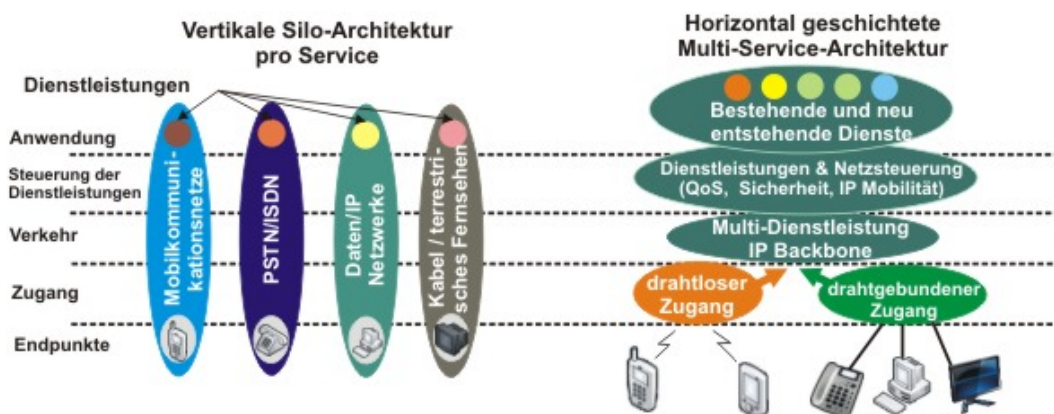 Vertikale Silo-Architektur
pro Service
Dienstleistungen
Anwendung
Steuerung der
Dienstleistungen
Verkehr
Zugang
Endpunkte
Mobilkommuni-
kationsnetze
PSTN/ISDN
Daten/IP
Netzwerke
Kabel / terrestri-
sches Fernsehen
Horizontal geschichtete
Multi-Service-Architektur
Bestehende und neu
entstehende Dienste
Dienstleistungen & Netzsteuerung
(QoS, Sicherheit, IP Mobilität)
Multi-Dienstleistung
IP Backbone
drahtloser
Zugang
drahtgebundener
Zugang